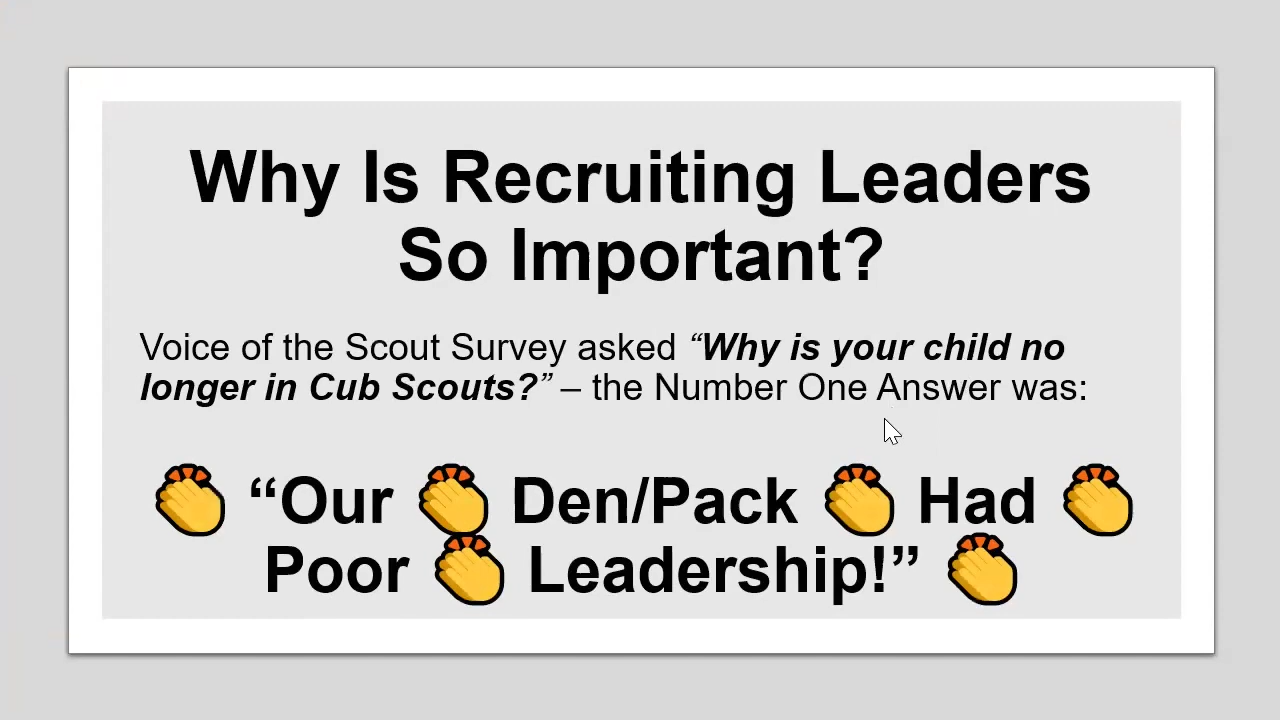 Why Is Recruiting Leaders
So Important?
Voice of the Scout Survey asked “Why is your child no
longer in Cub Scouts?” – the Number One Answer was:
👏 “Our 👏 Den/Pack 👏 Had 👏
Poor 👏 Leadership!” 👏